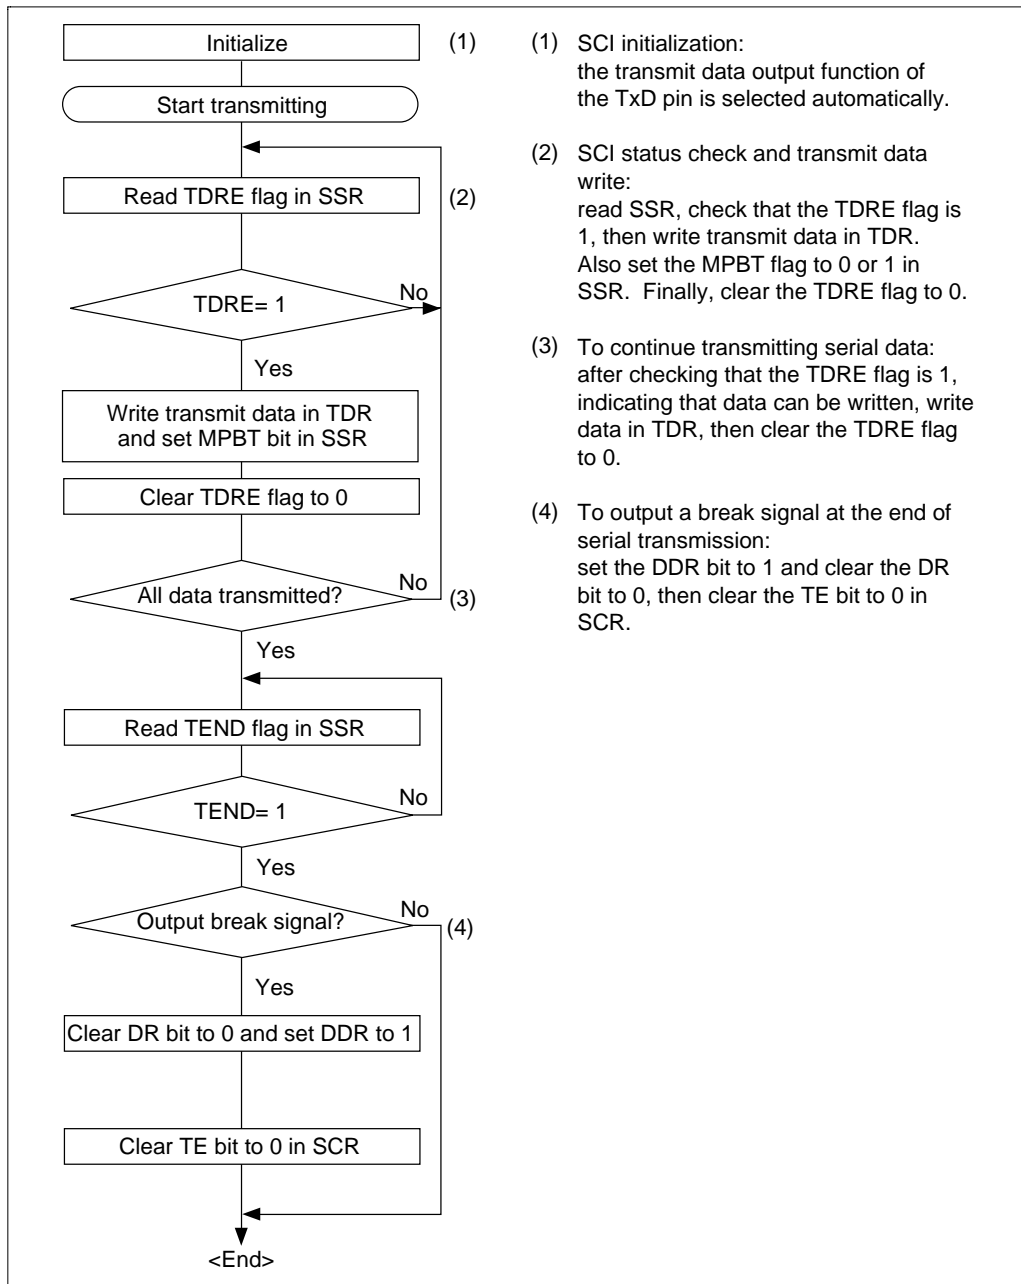 Initialize
(1)
Start transmitting
Read TDRE flag in SSR
(2)
TDRE= 1
No
Yes
Write transmit data in TDR
and set MPBT bit in SSR
Clear TDRE flag to 0
All data transmitted?
No
(3)
Yes
Read TEND flag in SSR
TEND= 1
No
Yes
Output break signal?
No
(4)
Yes
Clear DR bit to 0 and set DDR to 1
Clear TE bit to 0 in SCR
<End>
(1) SCI initialization:
the transmit data output function of
the TxD pin is selected automatically.
(2) SCI status check and transmit data
write:
read SSR, check that the TDRE flag is
1, then write transmit data in TDR.
Also set the MPBT flag to 0 or 1 in
SSR.  Finally, clear the TDRE flag to 0.
(3) To continue transmitting serial data:
after checking that the TDRE flag is 1,
indicating that data can be written, write
data in TDR, then clear the TDRE flag
to 0.
(4) To output a break signal at the end of
serial transmission:
set the DDR bit to 1 and clear the DR
bit to 0, then clear the TE bit to 0 in
SCR.